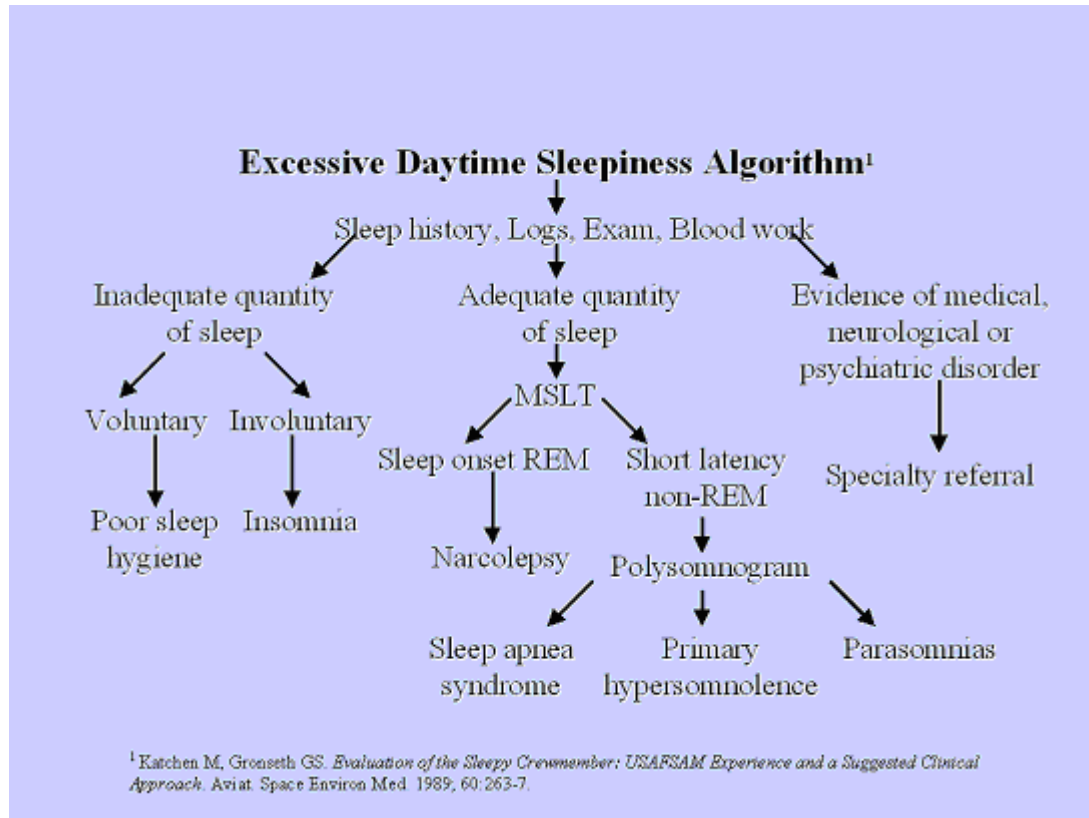 Excessive Daytime Sleepiness Algorithm¹
Sleep history, Logs, Exam, Blood work
Inadequate quantity
of sleep
Adequate quantity
of sleep
Evidence of medical,
neurological or
psychiatric disorder
MSLT
Voluntary
Involuntary
Sleep onset REM
Short latency
non-REM
Specialty referral
Poor sleep
hygiene
Insomnia
Narcolepsy
Polysomnogram
Sleep apnea
syndrome
Primary
hypersomnolence
Parasomnias
¹ Katchen M, Gronseth GS. Evaluation of the Sleepy Crewmember: USAFSAM Experience and a Suggested Clinical
Approach. Aviat. Space Environ Med. 1989; 60:263-7.